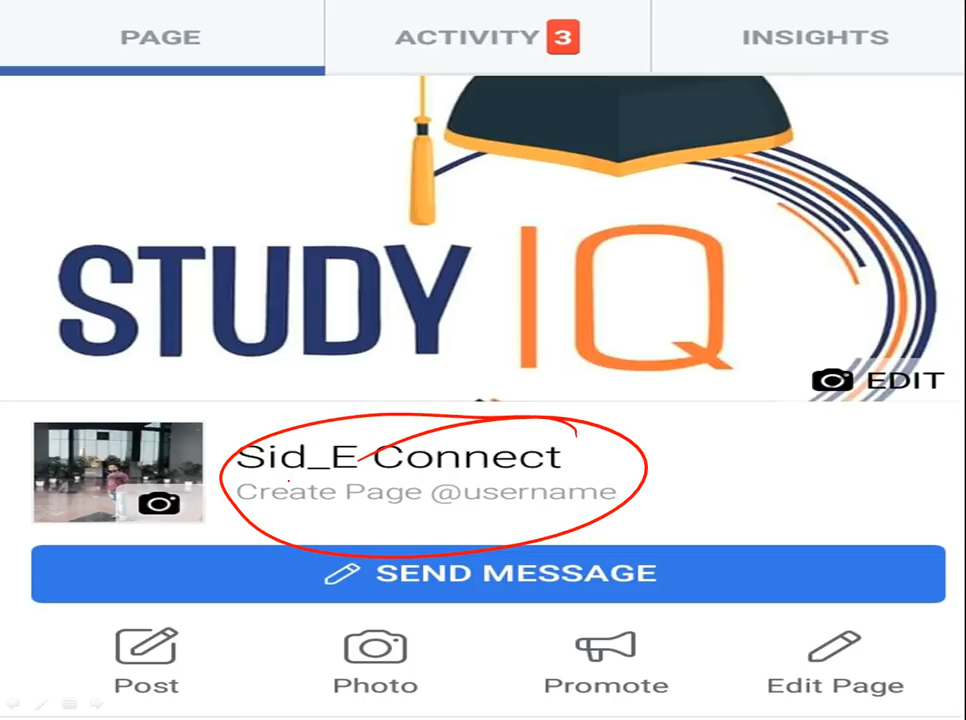 PAGE
ACTIVITY 3
INSIGHTS
STUDY IQ
EDIT
Sid_E Connect
Create Page @username
SEND MESSAGE
Post
Photo
Promote
Edit Page